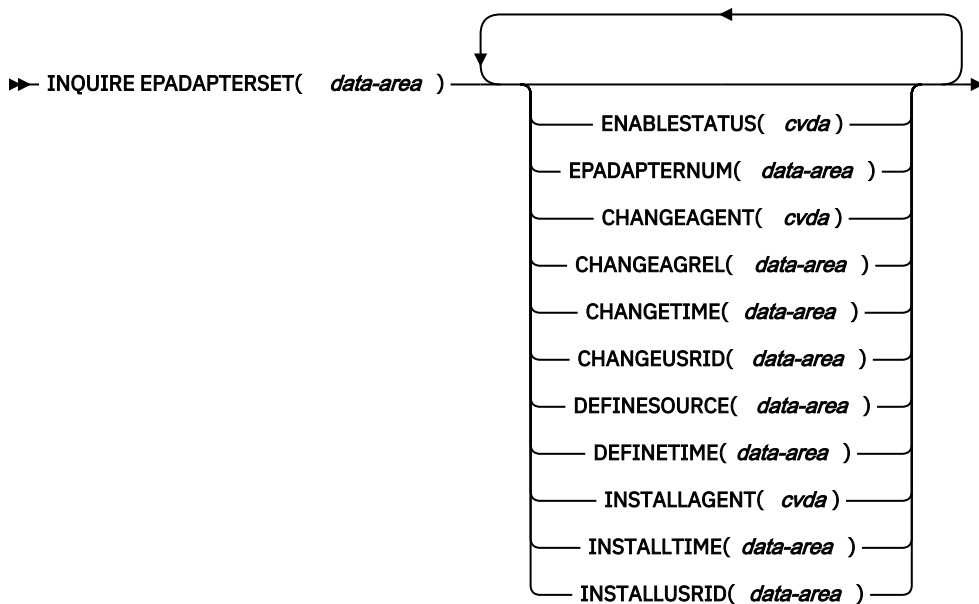 INQUIRE EPADAPTERSET( data-area )
ENABLESTATUS( cvda )
EPADAPTERNUM( data-area )
CHANGEAGENT( cvda )
CHANGEAGREL( data-area )
CHANGETIME( data-area )
CHANGEUSRID( data-area )
DEFINESOURCE( data-area )
DEFINETIME( data-area )
INSTALLAGENT( cvda )
INSTALLTIME( data-area )
INSTALLUSRID( data-area )